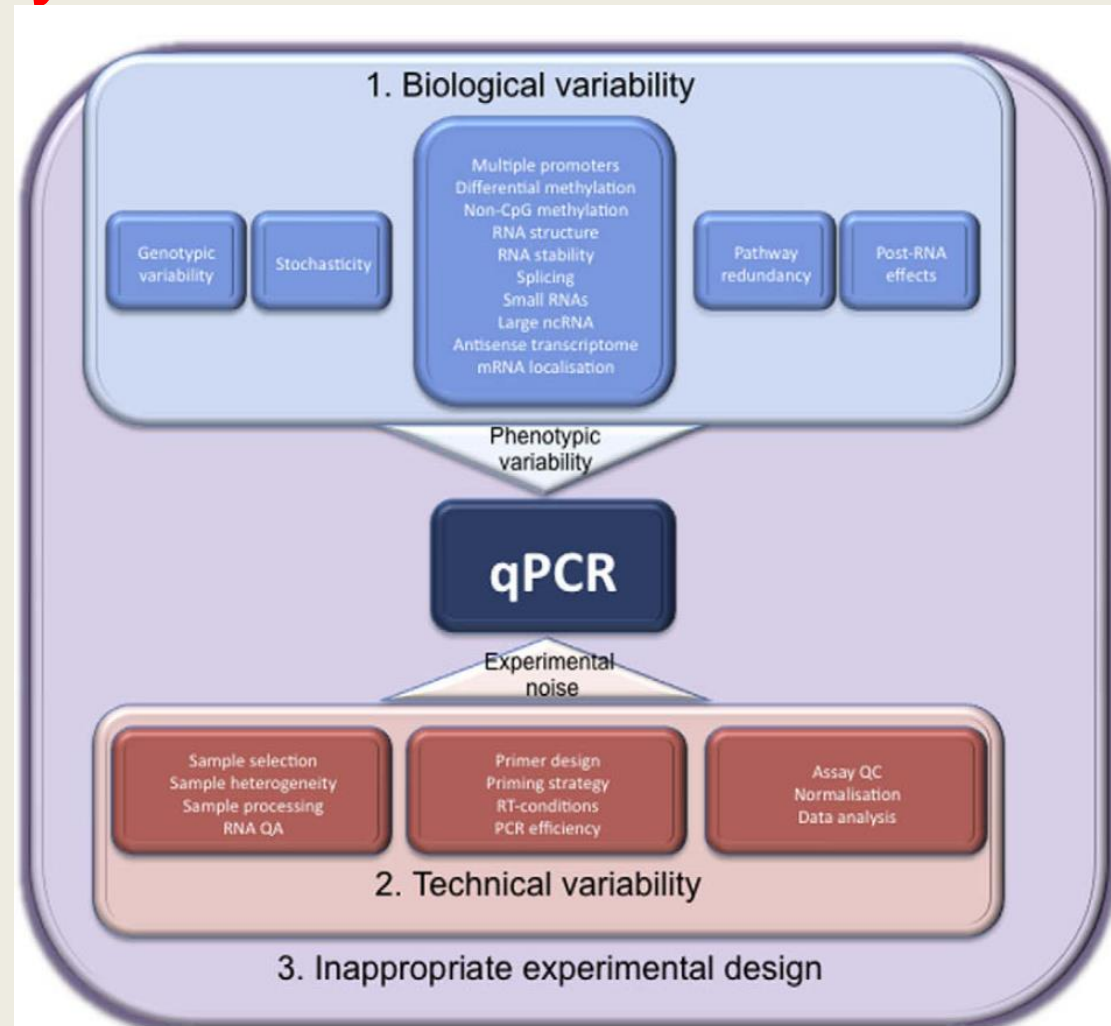 1. Biological variability
Genotypic
variability
Stochasticity
Multiple promoters
Differential methylation
Non-CpG methylation
RNA structure
RNA stability
Splicing
Small RNAs
Large ncRNA
Antisense transcriptome
mRNA localisation
Pathway
redundancy
Post-RNA
effects
Phenotypic
variability
qPCR
Experimental
noise
Sample selection
Sample heterogeneity
Sample processing
RNA QA
Primer design
Priming strategy
RT-conditions
PCR efficiency
Assay QC
Normalisation
Data analysis
2. Technical variability
3. Inappropriate experimental design